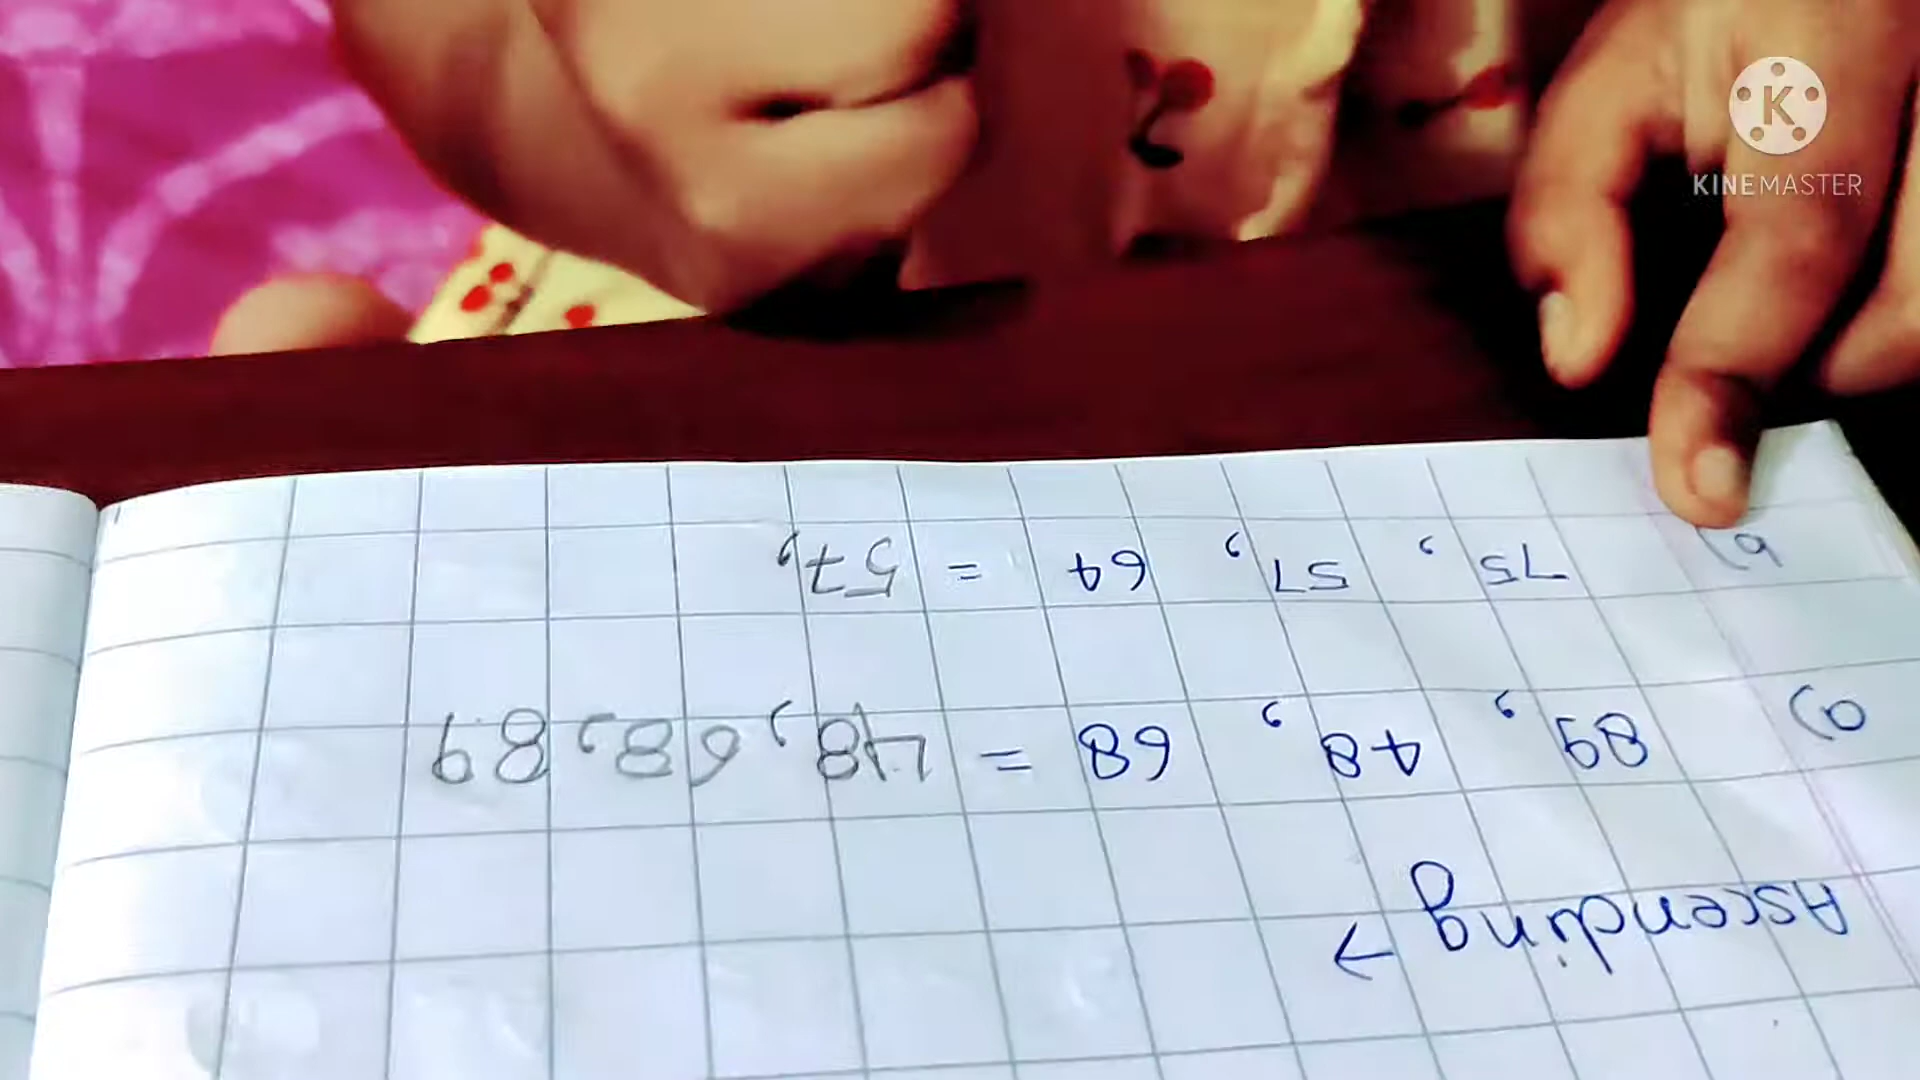 Ascending →
a) 89, 48, 68 = 48, 68, 89
b) 75, 57, 64 = 57,
KINEMASTER